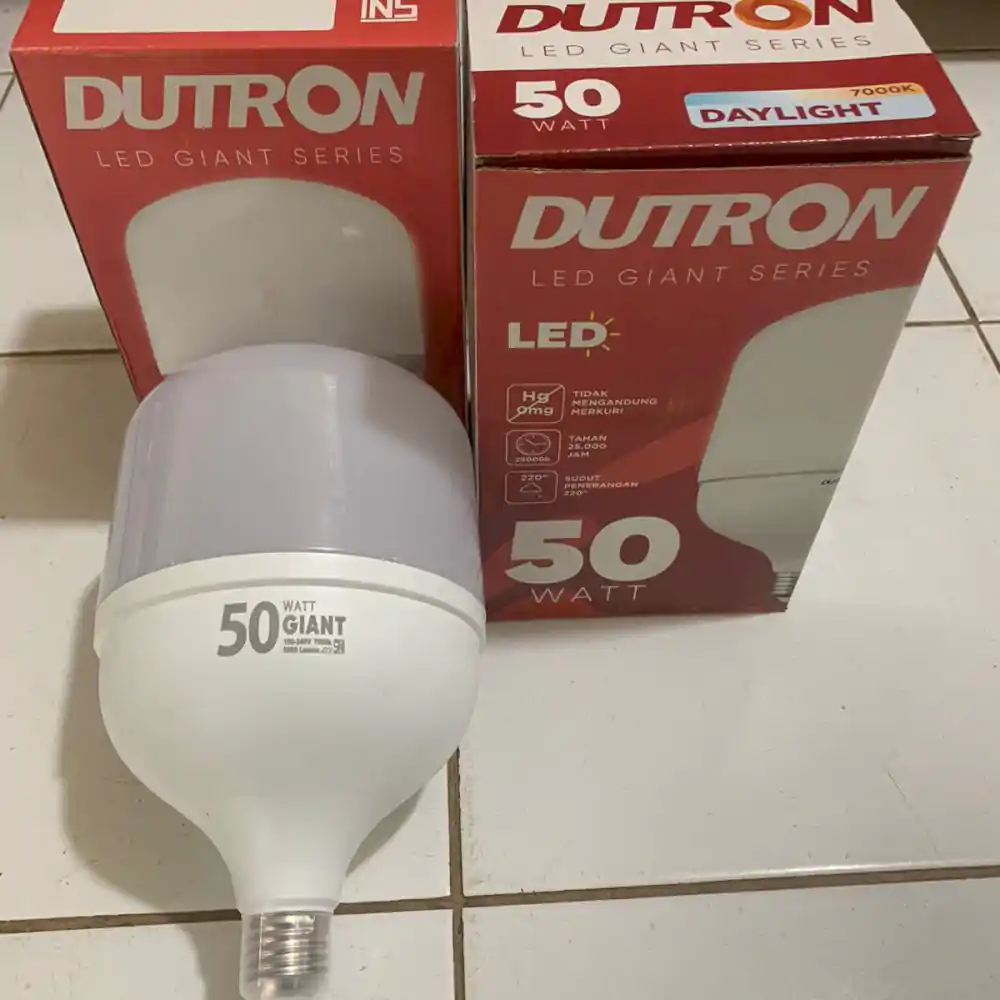 DUTRON
LED GIANT SERIES
DUTRON
LED GIANT SERIES
50
WATT
7000K
DAYLIGHT
DUTRON
LED GIANT SERIES
LED
Hg
0mg
TIDAK
MENGANDUNG
MERKURI
25000h
TAHAN
25.000
JAM
220°
SUDUT
PENERANGAN
220°
50
WATT
50
WATT
GIANT